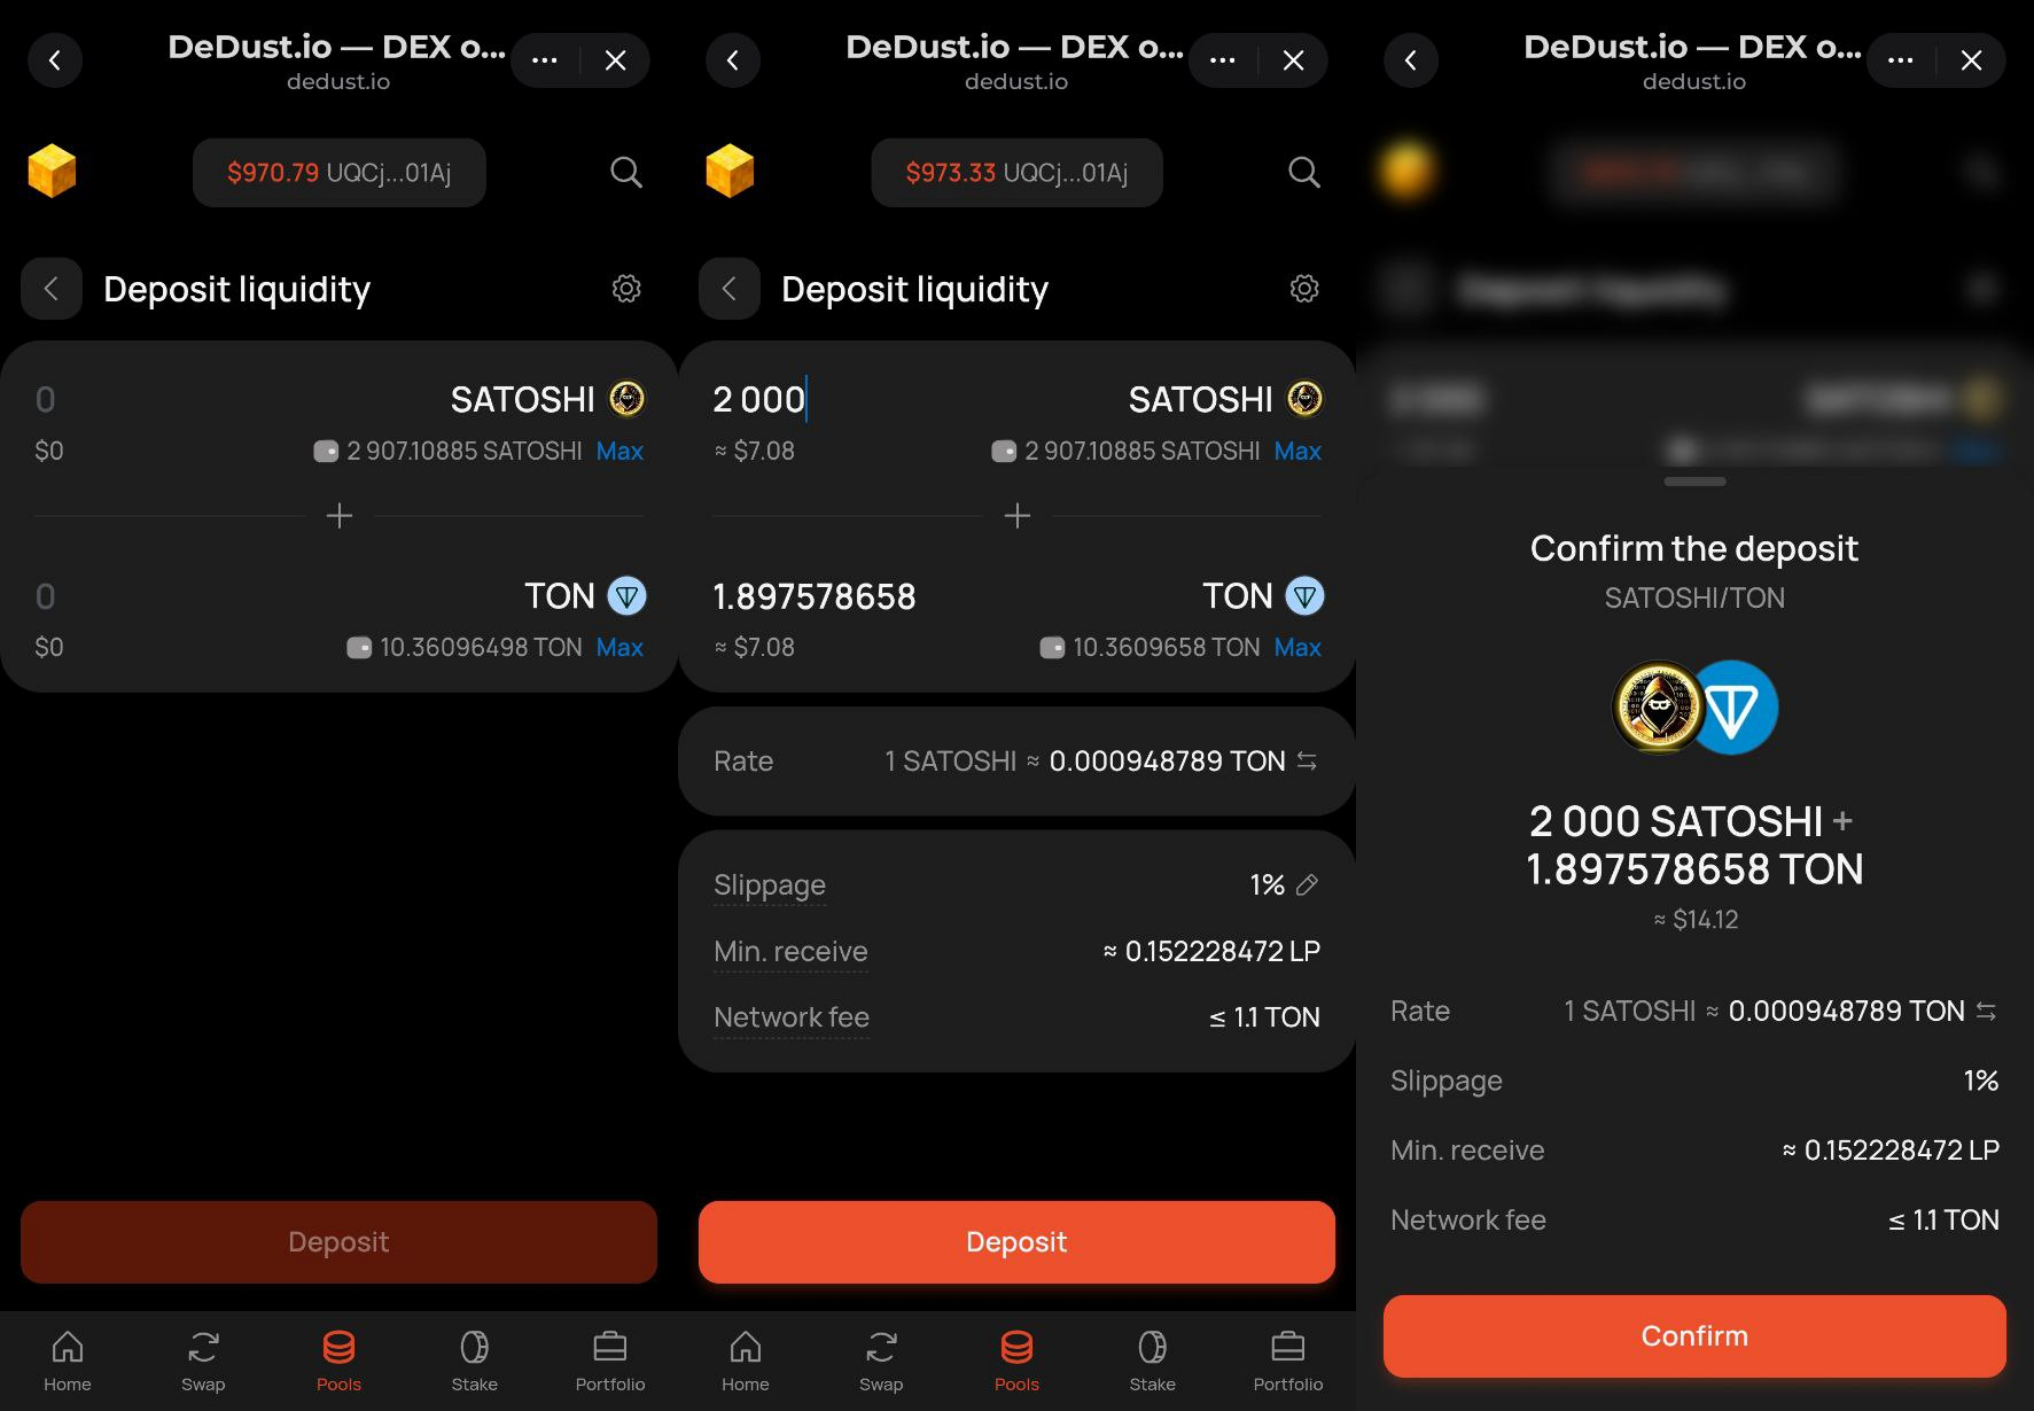 DeDust.io — DEX o...
dedust.io
$970.79 UQCj...01Aj
Deposit liquidity
0 SATOSHI
$0 2 907.10885 SATOSHI Max
0 TON
$0 10.36096498 TON Max
Deposit
Home Swap Pools Stake Portfolio
DeDust.io — DEX o...
dedust.io
$973.33 UQCj...01Aj
Deposit liquidity
2 000 SATOSHI
≈ $7.08 2 907.10885 SATOSHI Max
1.897578658 TON
≈ $7.08 10.3609658 TON Max
Rate 1 SATOSHI ≈ 0.000948789 TON
Slippage 1%
Min. receive ≈ 0.152228472 LP
Network fee ≤ 1.1 TON
Deposit
Home Swap Pools Stake Portfolio
DeDust.io — DEX o...
dedust.io
Deposit liquidity
Confirm the deposit
SATOSHI/TON
2 000 SATOSHI +
1.897578658 TON
≈ $14.12
Rate 1 SATOSHI ≈ 0.000948789 TON
Slippage 1%
Min. receive ≈ 0.152228472 LP
Network fee ≤ 1.1 TON
Confirm